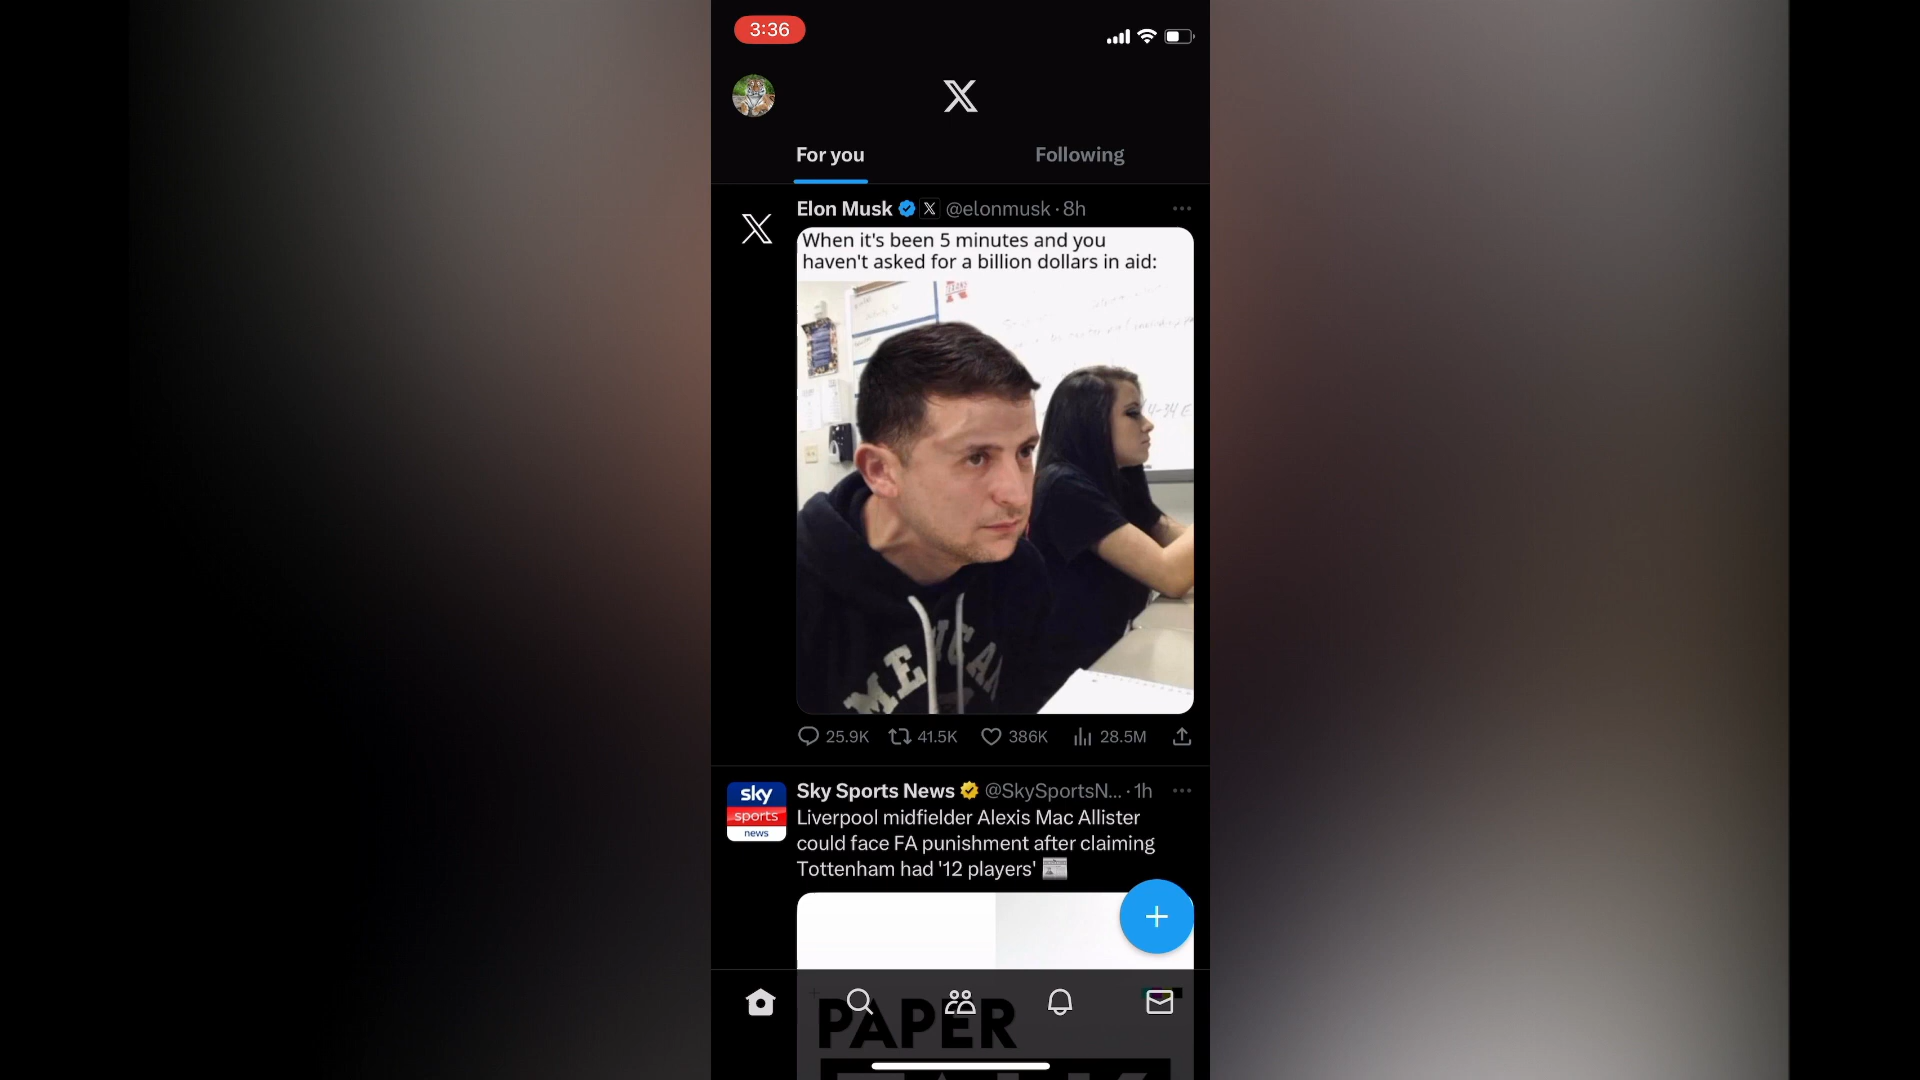 3:36
For you
Following
Elon Musk X @elonmusk · 8h
When it's been 5 minutes and you
haven't asked for a billion dollars in aid:
25.9K 41.5K 386K 28.5M
sky
sports
news
Sky Sports News @SkySportsN... · 1h
Liverpool midfielder Alexis Mac Allister
could face FA punishment after claiming
Tottenham had '12 players'
PAPER